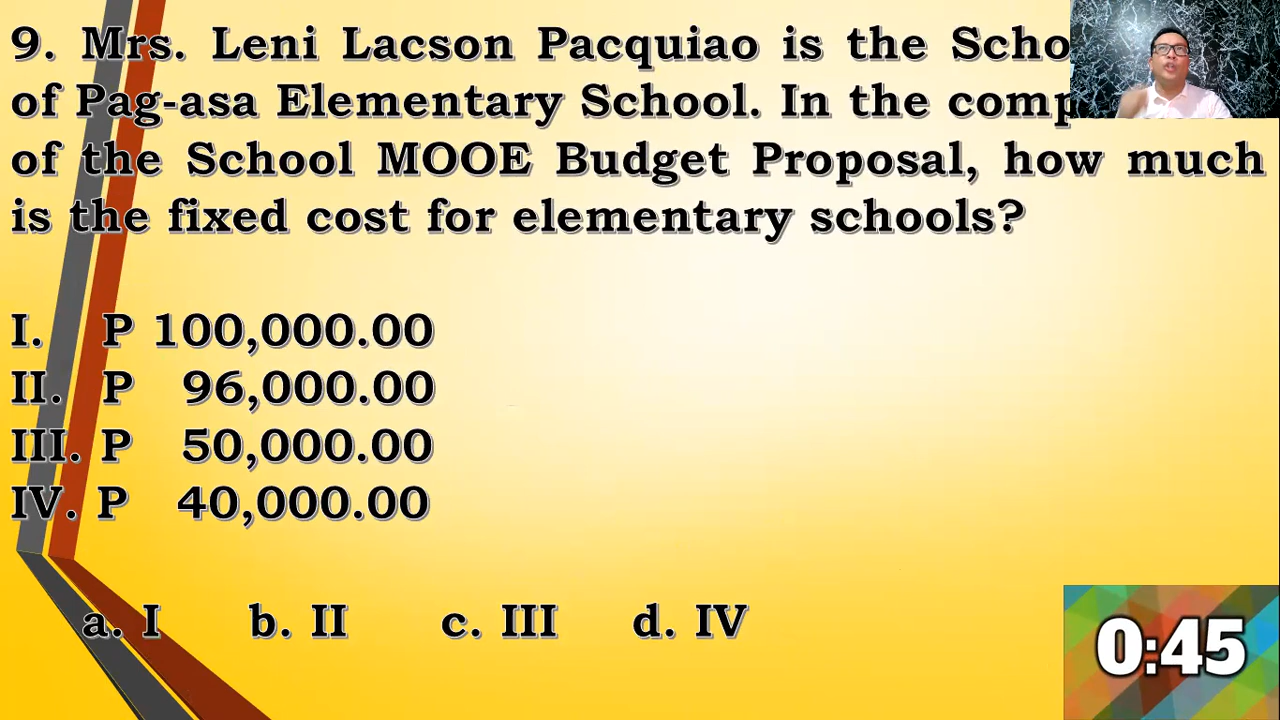 9. Mrs. Leni Lacson Pacquiao is the
of Pag-asa Elementary School. In the
of the School MOOE Budget Proposal, how much
is the fixed cost for elementary schools?
I. P 100,000.00
II. P 96,000.00
III. P 50,000.00
IV. P 40,000.00
a. I b. II c. III d. IV
0:45